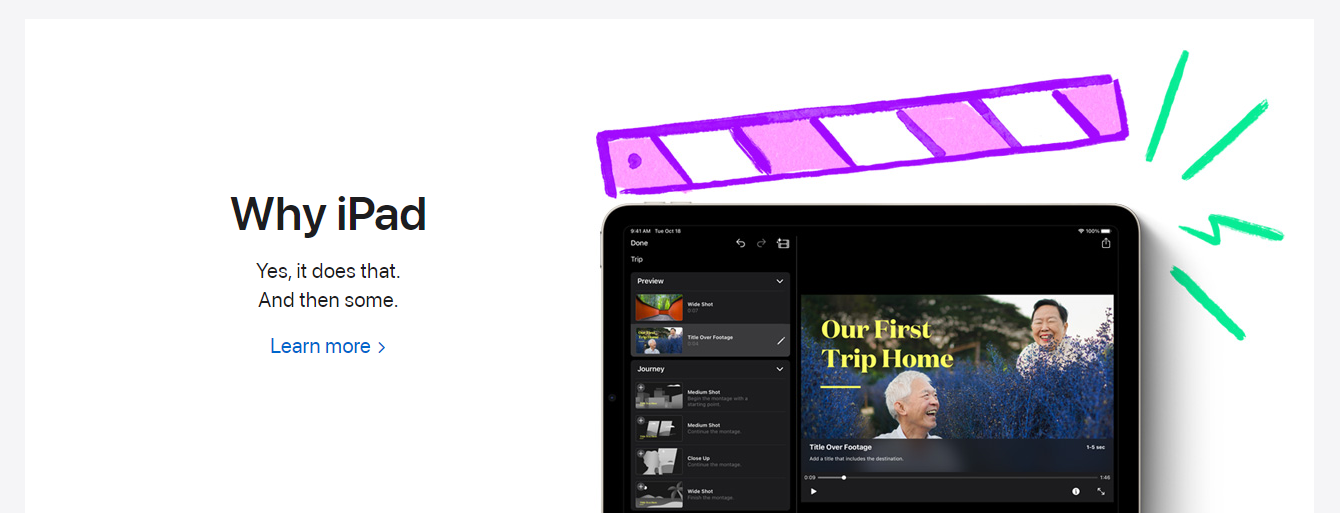 Why iPad
Yes, it does that.
And then some.
Learn more >
9:41 AM Tue Oct 18
100%
Done
Trip
Preview
Wide Shot
0:07
Title Over Footage
0:04
Journey
Medium Shot
Begin the montage with a
starting point.
Medium Shot
Continue the montage.
Close Up
Continue the montage.
Wide Shot
Finish the montage.
Our First
Trip Home
Title Over Footage
1-5 sec
Add a title that includes the destination.
0:09
1:46